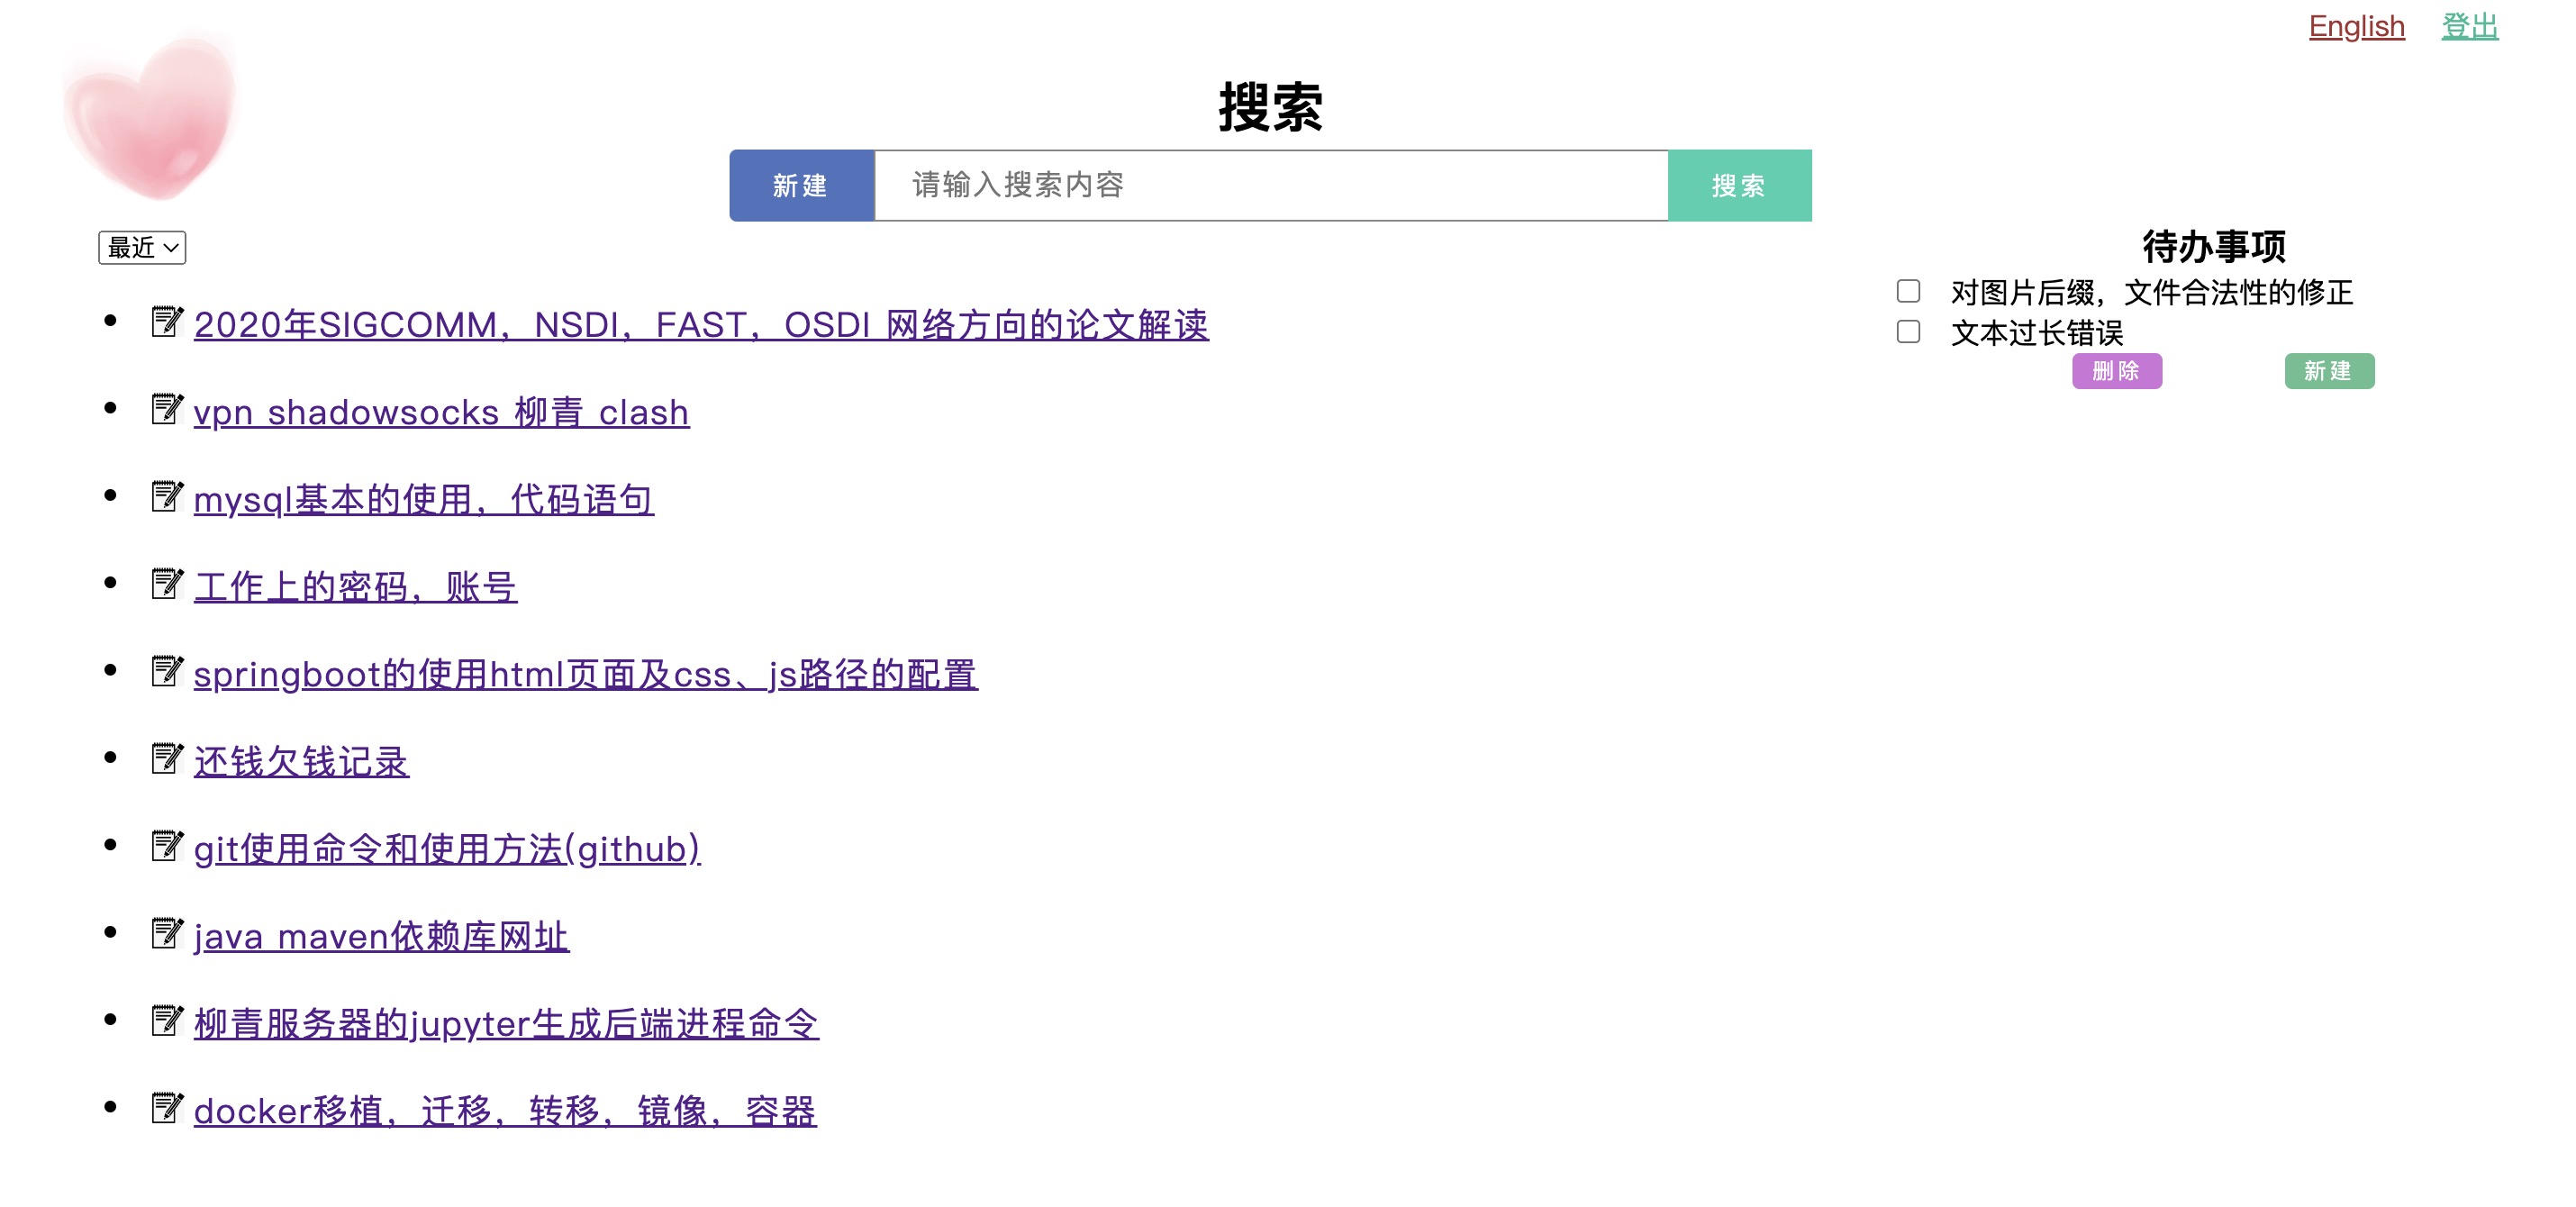 English 登出
搜索
新建 请输入搜索内容 搜索
最近
2020年SIGCOMM，NSDI，FAST，OSDI 网络方向的论文解读
vpn shadowsocks 柳青 clash
mysql基本的使用，代码语句
工作上的密码，账号
springboot的使用html页面及css、js路径的配置
还钱欠钱记录
git使用命令和使用方法(github)
java maven依赖库网址
柳青服务器的jupyter生成后端进程命令
docker移植，迁移，转移，镜像，容器
待办事项
对图片后缀，文件合法性的修正
文本过长错误
删除 新建